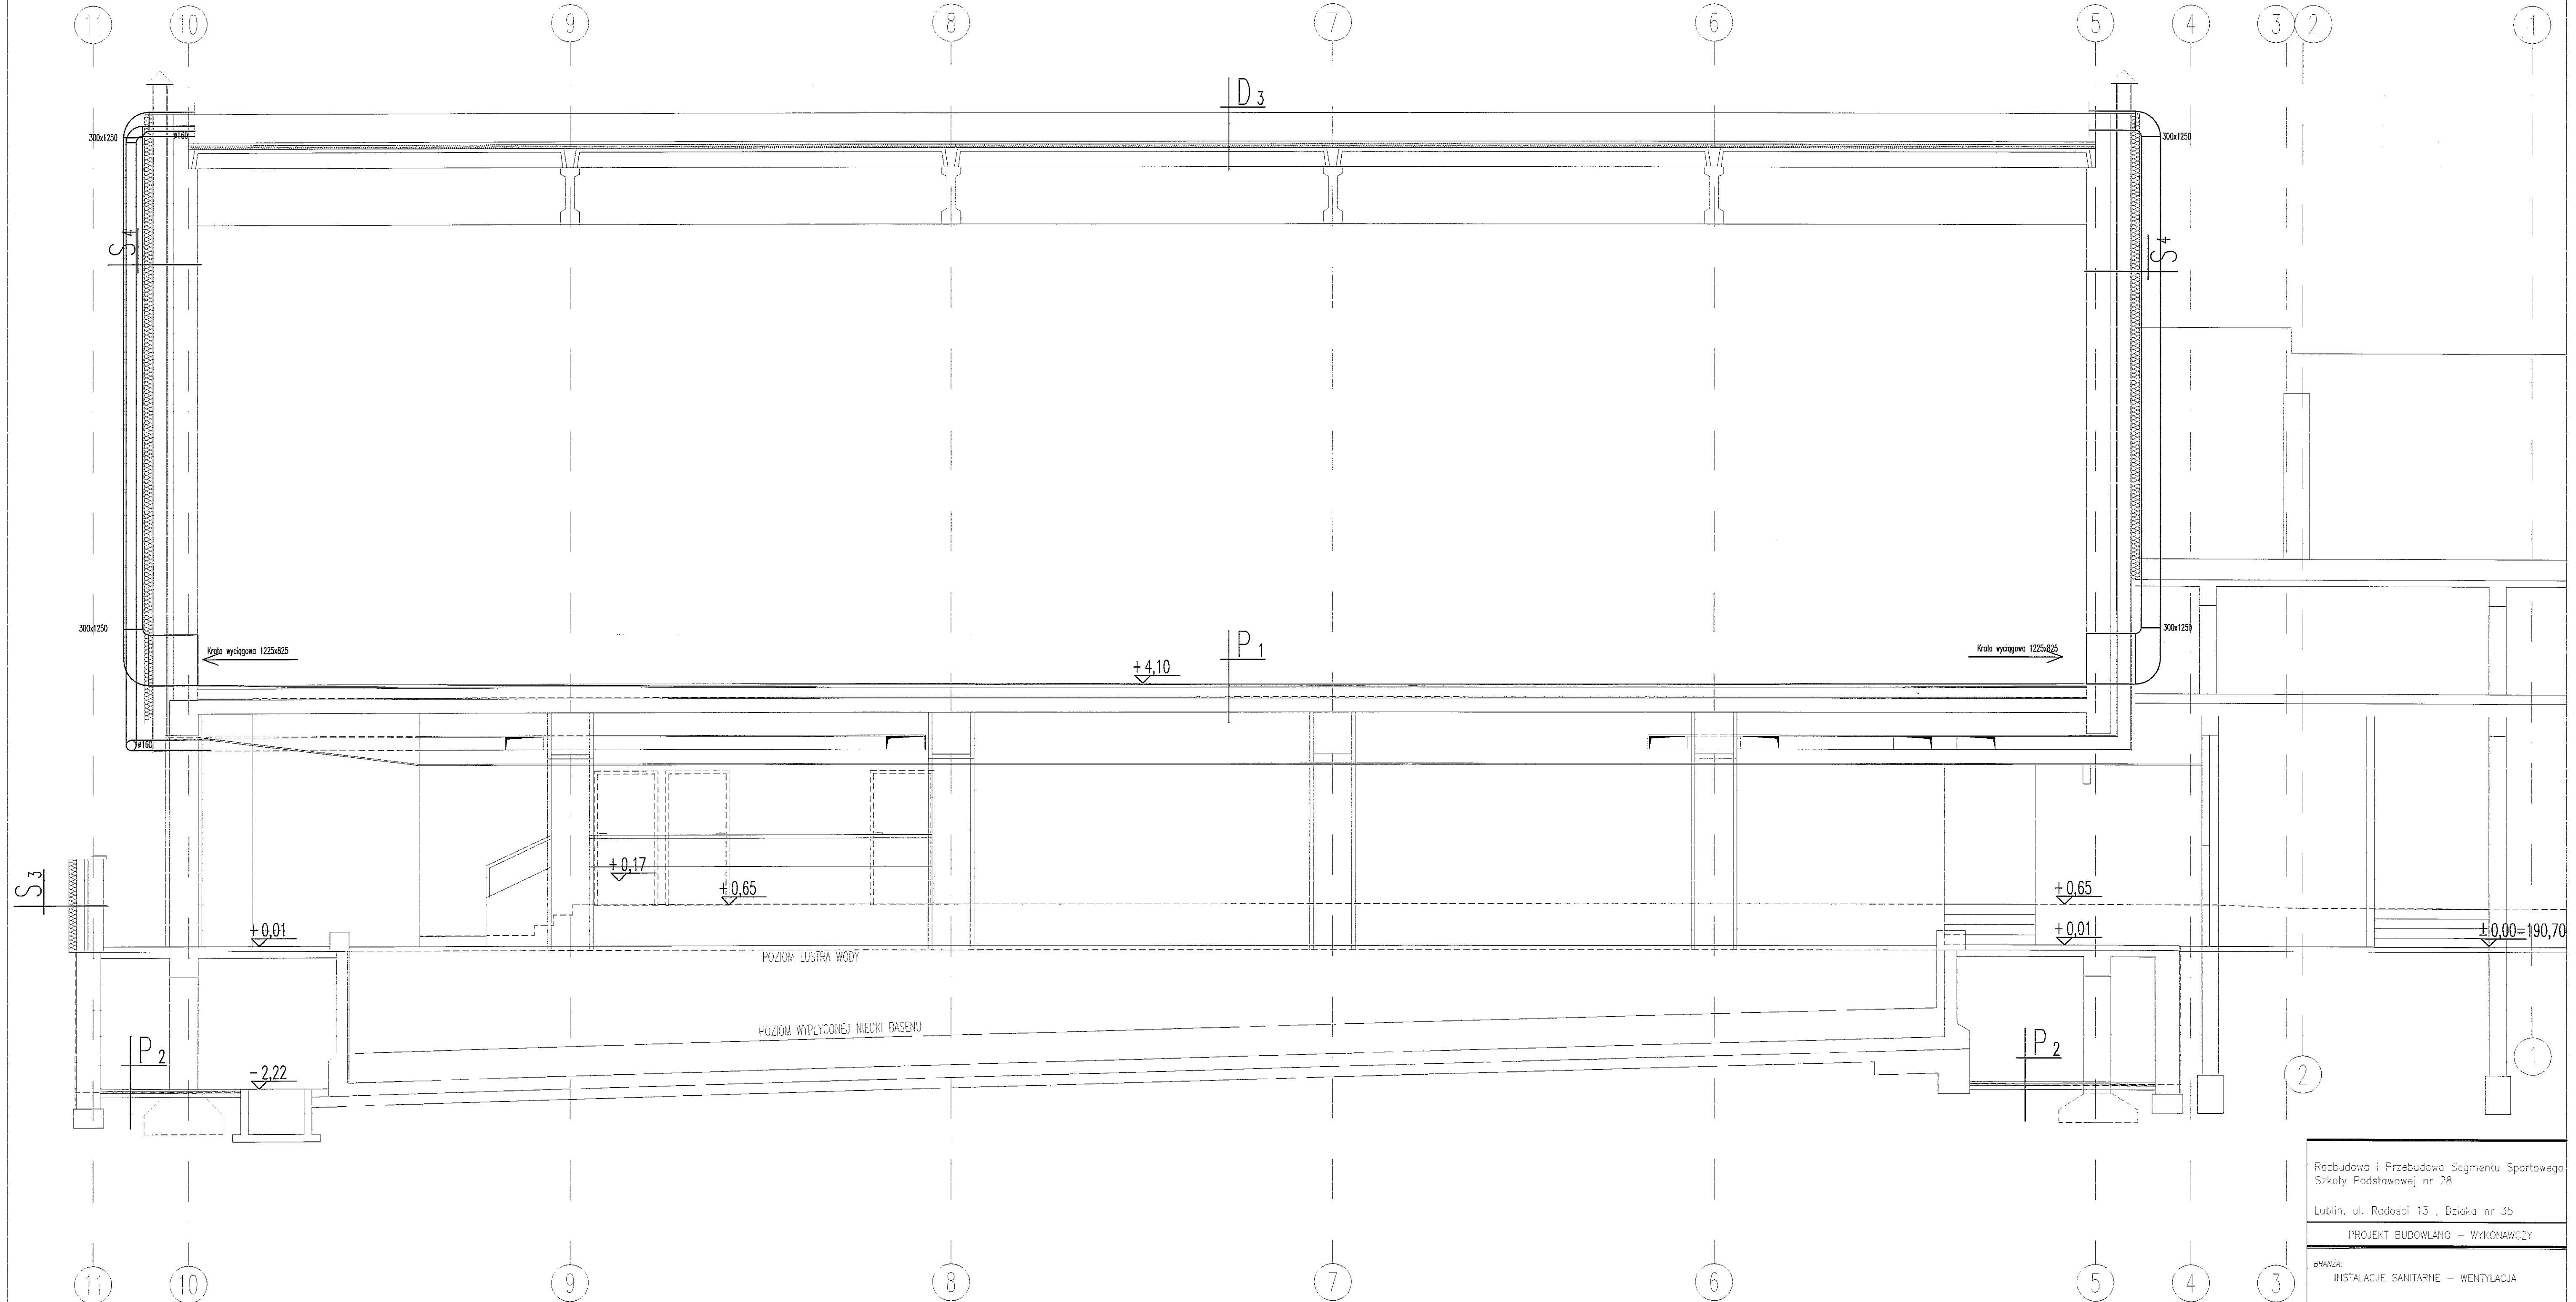 11 10 9 8 7 6 5 4 3 2 1
D3
300x1250 ø160 300x1250
S4 S4
300x1250 300x1250
Krata wyciągowa 1225x825 P1 Krata wyciągowa 1225x825
+4,10
ø160
+0,17
S3 +0,65 +0,65
+0,01 +0,01 ±0,00=190,70
POZIOM LUSTRA WODY
POZIOM WYPŁYCONEJ NIECKI BASENU
P2 P2 1
-2,22 2
Rozbudowa i Przebudowa Segmentu Sportowego
Szkoły Podstawowej nr 28
Lublin, ul. Radości 13 , Działka nr 35
PROJEKT BUDOWLANO – WYKONAWCZY
BRANŻA:
INSTALACJE SANITARNE – WENTYLACJA
11 10 9 8 7 6 5 4 3